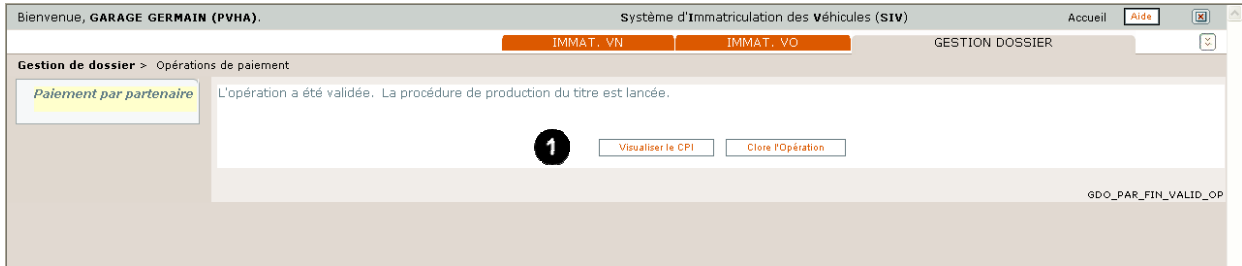 Bienvenue, GARAGE GERMAIN (PVHA). Système d'Immatriculation des Véhicules (SIV) Accueil Aide
IMMAT. VN IMMAT. VO GESTION DOSSIER
Gestion de dossier > Opérations de paiement
Paiement par partenaire L'opération a été validée. La procédure de production du titre est lancée.
1 Visualiser le CPI Clore l'Opération
GDO_PAR_FIN_VALID_OP